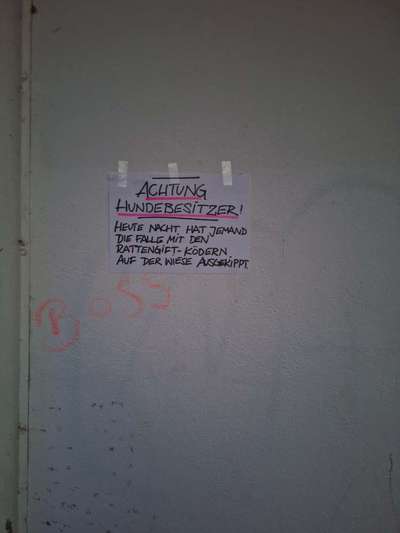 ACHTUNG
HUNDEBESITZER!
HEUTE NACHT HAT JEMAND
DIE FALLE MIT DEN
RATTENGIFT-KÖDERN
AUF DER WIESE AUSGEKIPPT.
BOSS